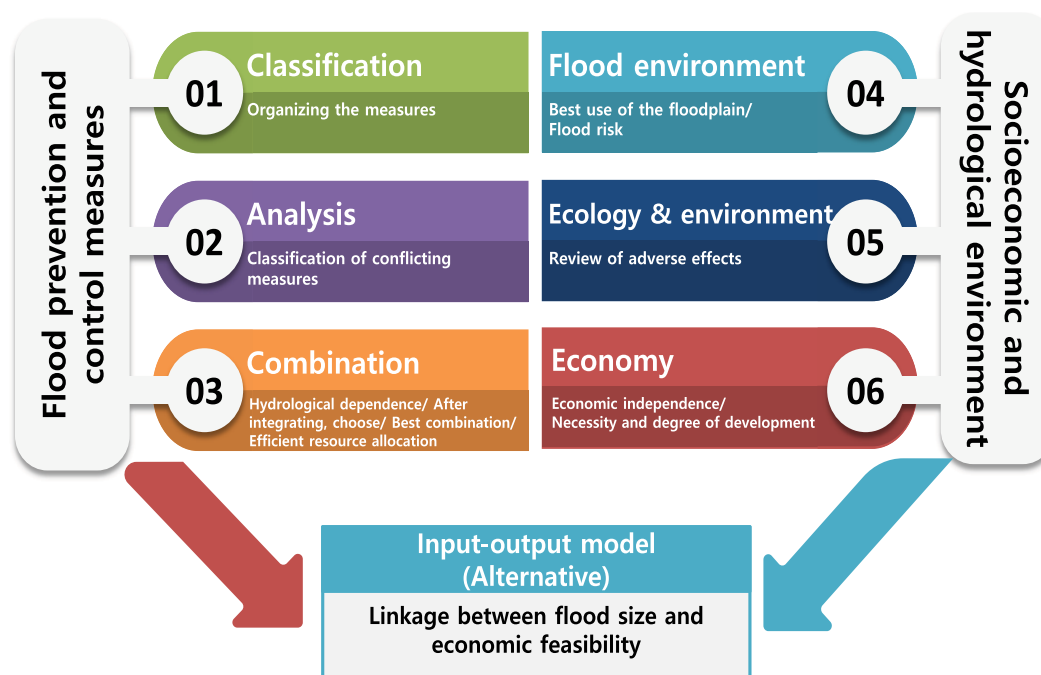 Flood prevention and
control measures
01
Classification
Organizing the measures
02
Analysis
Classification of conflicting
measures
03
Combination
Hydrological dependence/ After
integrating, choose/ Best combination/
Efficient resource allocation
Flood environment
Best use of the floodplain/
Flood risk
04
Ecology & environment
Review of adverse effects
05
Economy
Economic independence/
Necessity and degree of development
06
Socioeconomic and
hydrological environment
Input-output model
(Alternative)
Linkage between flood size and
economic feasibility